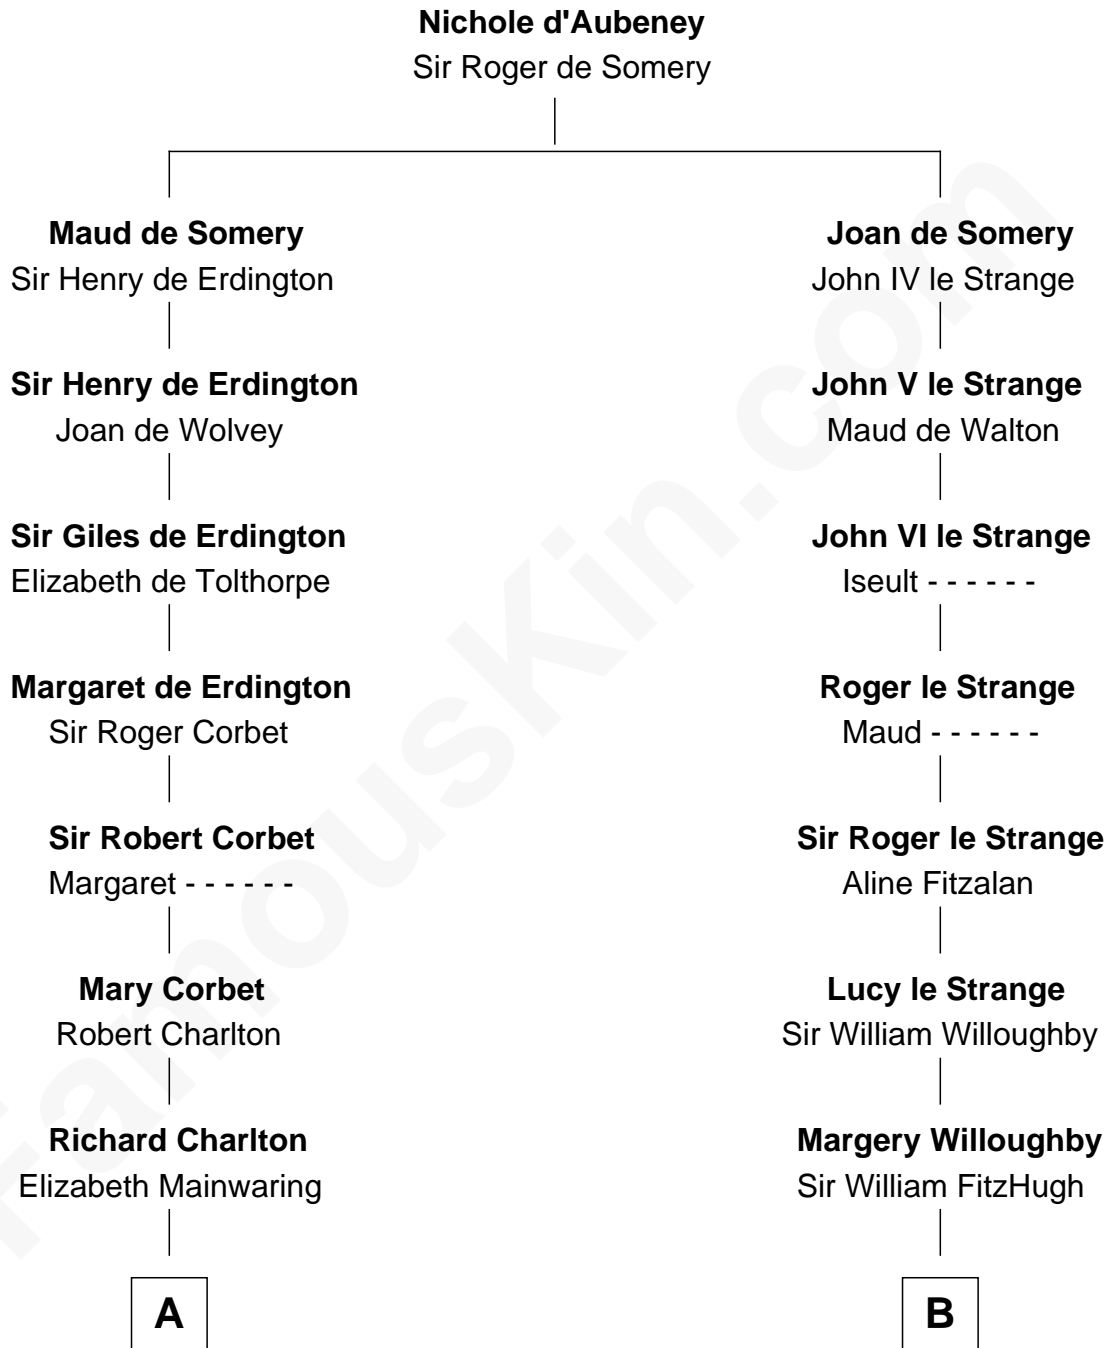 Nichole d'Aubeney
Sir Roger de Somery
Maud de Somery
Sir Henry de Erdington
Joan de Somery
John IV le Strange
Sir Henry de Erdington
Joan de Wolvey
John V le Strange
Maud de Walton
Sir Giles de Erdington
Elizabeth de Tolthorpe
John VI le Strange
Iseult - - - - - -
Margaret de Erdington
Sir Roger Corbet
Roger le Strange
Maud - - - - - -
Sir Robert Corbet
Margaret - - - - - -
Sir Roger le Strange
Aline Fitzalan
Mary Corbet
Robert Charlton
Lucy le Strange
Sir William Willoughby
Richard Charlton
Elizabeth Mainwaring
Margery Willoughby
Sir William FitzHugh
A
B
FamousKin.com